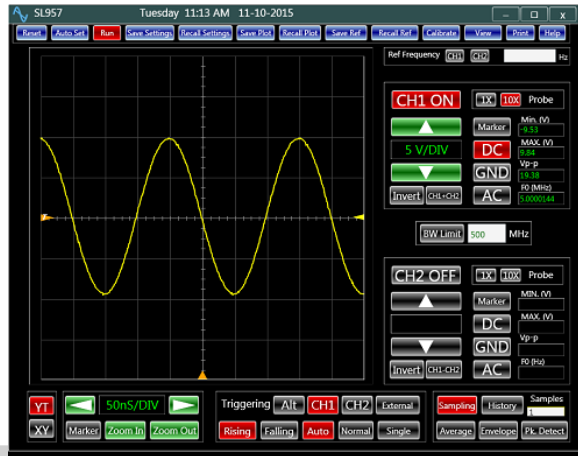 SL957 Tuesday 11:13 AM 11-10-2015
Reset Auto Set Run Save Settings Recall Settings Save Plot Recall Plot Save Ref Recall Ref Calibrate View Print Help
Ref Frequency CH1 CH2 Hz
CH1 ON 1X 10X Probe
Marker Min. (V)
-9.53
5 V/DIV DC MAX. (V)
9.84
GND Vp-p
19.38
Invert CH1+CH2 AC F0 (MHz)
5.0000144
BW Limit 500 MHz
CH2 OFF 1X 10X Probe
Marker MIN. (V)
DC MAX. (V)
GND Vp-p
Invert CH1-CH2 AC F0 (Hz)
YT 50nS/DIV Triggering Alt CH1 CH2 External Sampling History Samples
1
XY Marker Zoom In Zoom Out Rising Falling Auto Normal Single Average Envelope Pk. Detect